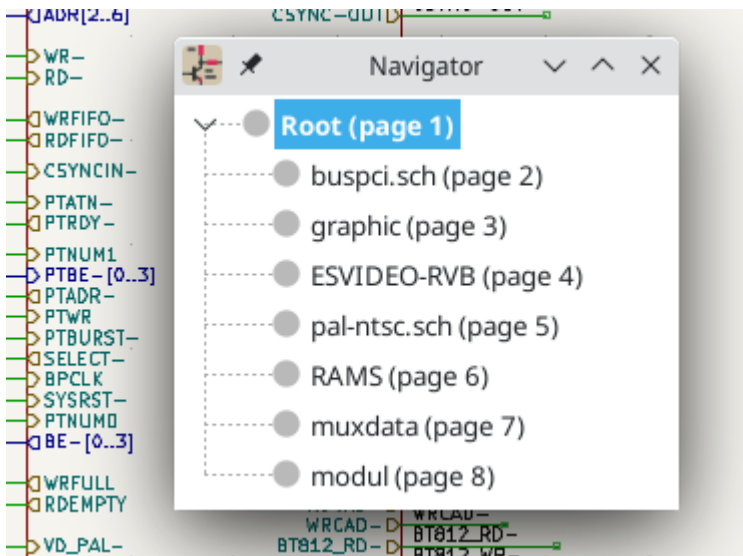 ADR[2..6]
CSYNC-OUT
WR-
RD-
WRFIFO-
RDFIFO-
CSYNCIN-
PTATN-
PTRDY-
PTNUM1
PTBE-[0..3]
PTADR-
PTWR
PTBURST-
SELECT-
BPCLK
SYSRST-
PTNUM0
BE-[0..3]
WRFULL
RDEMPTY
VD_PAL-
Navigator
Root (page 1)
buspci.sch (page 2)
graphic (page 3)
ESVIDEO-RVB (page 4)
pal-ntsc.sch (page 5)
RAMS (page 6)
muxdata (page 7)
modul (page 8)
WRCAD-
WRCAD-
BT812_RD-
BT812_RD-